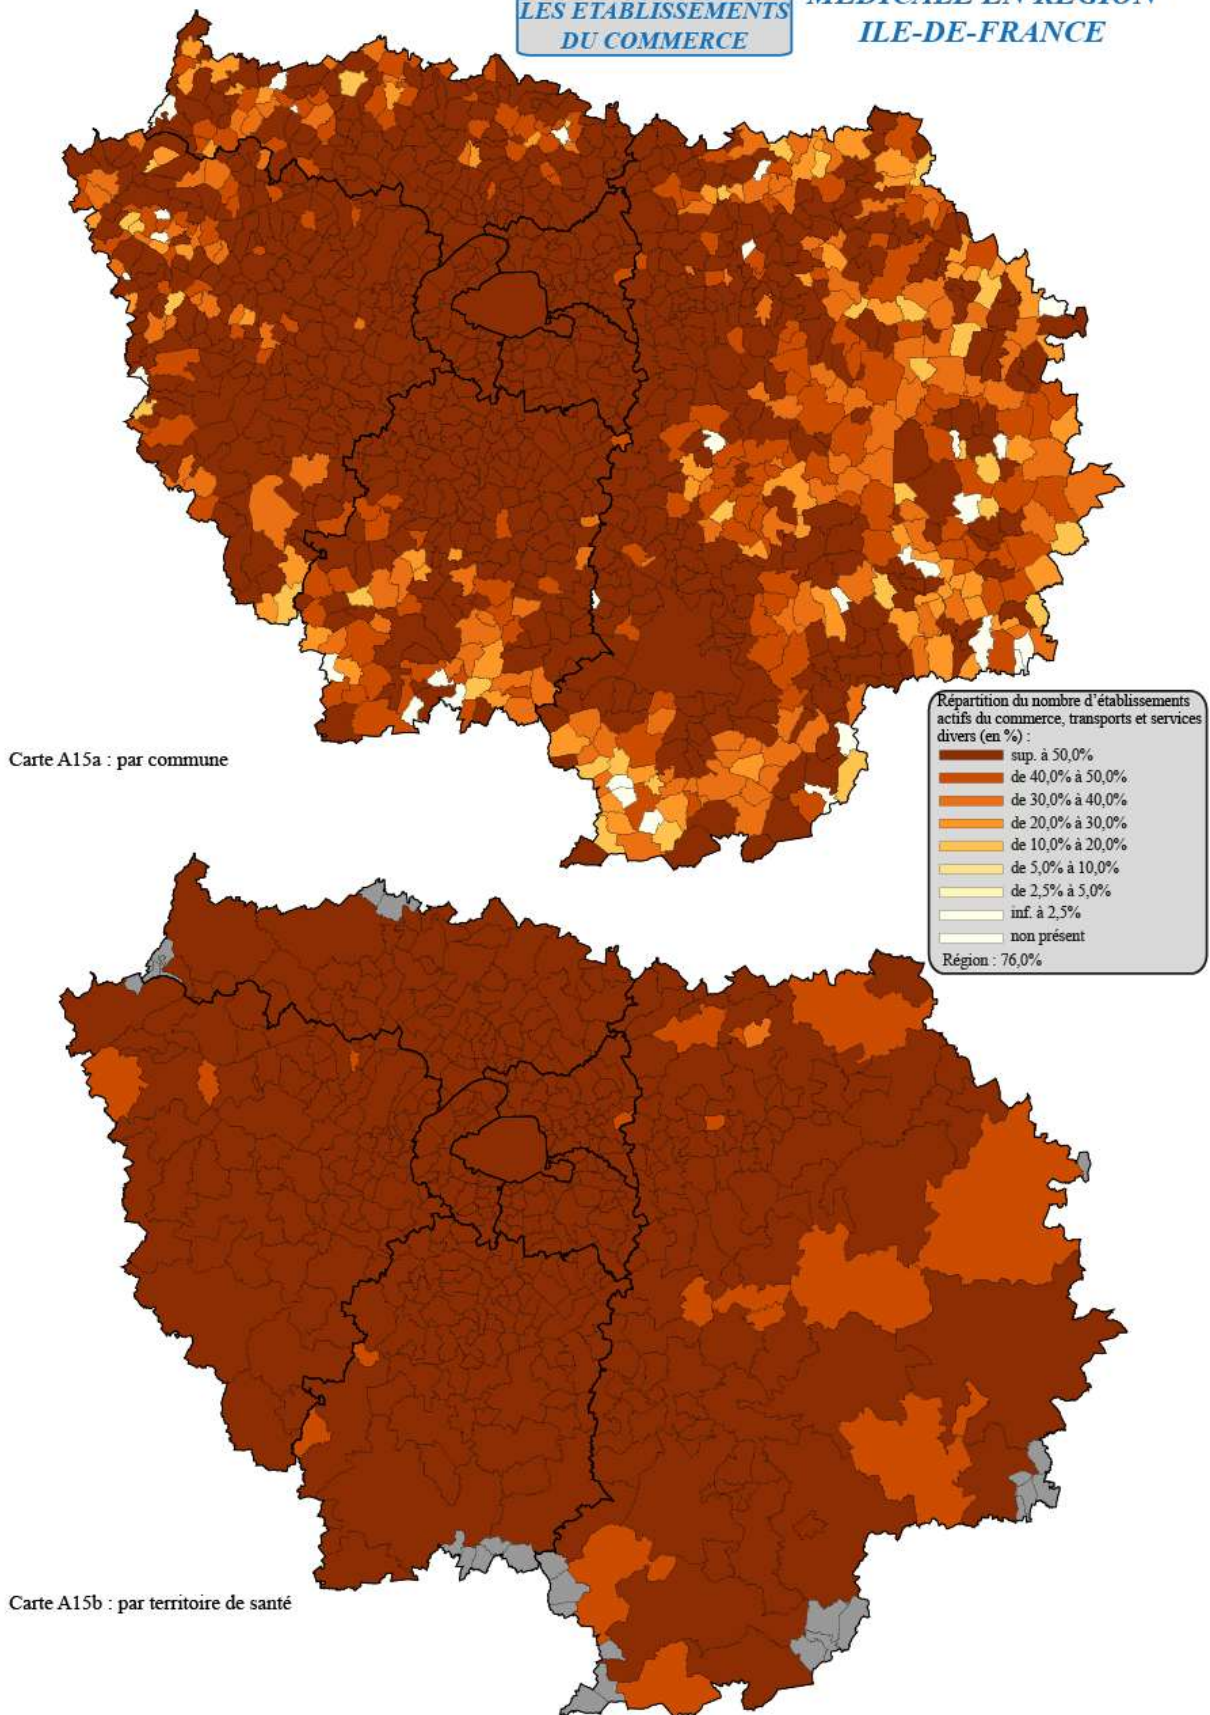 LES ETABLISSEMENTS
DU COMMERCE
MEDICALE EN REGION
ILE-DE-FRANCE
Carte A15a : par commune
Répartition du nombre d'établissements
actifs du commerce, transports et services
divers (en %) :
sup. à 50,0%
de 40,0% à 50,0%
de 30,0% à 40,0%
de 20,0% à 30,0%
de 10,0% à 20,0%
de 5,0% à 10,0%
de 2,5% à 5,0%
inf. à 2,5%
non présent
Région : 76,0%
Carte A15b : par territoire de santé